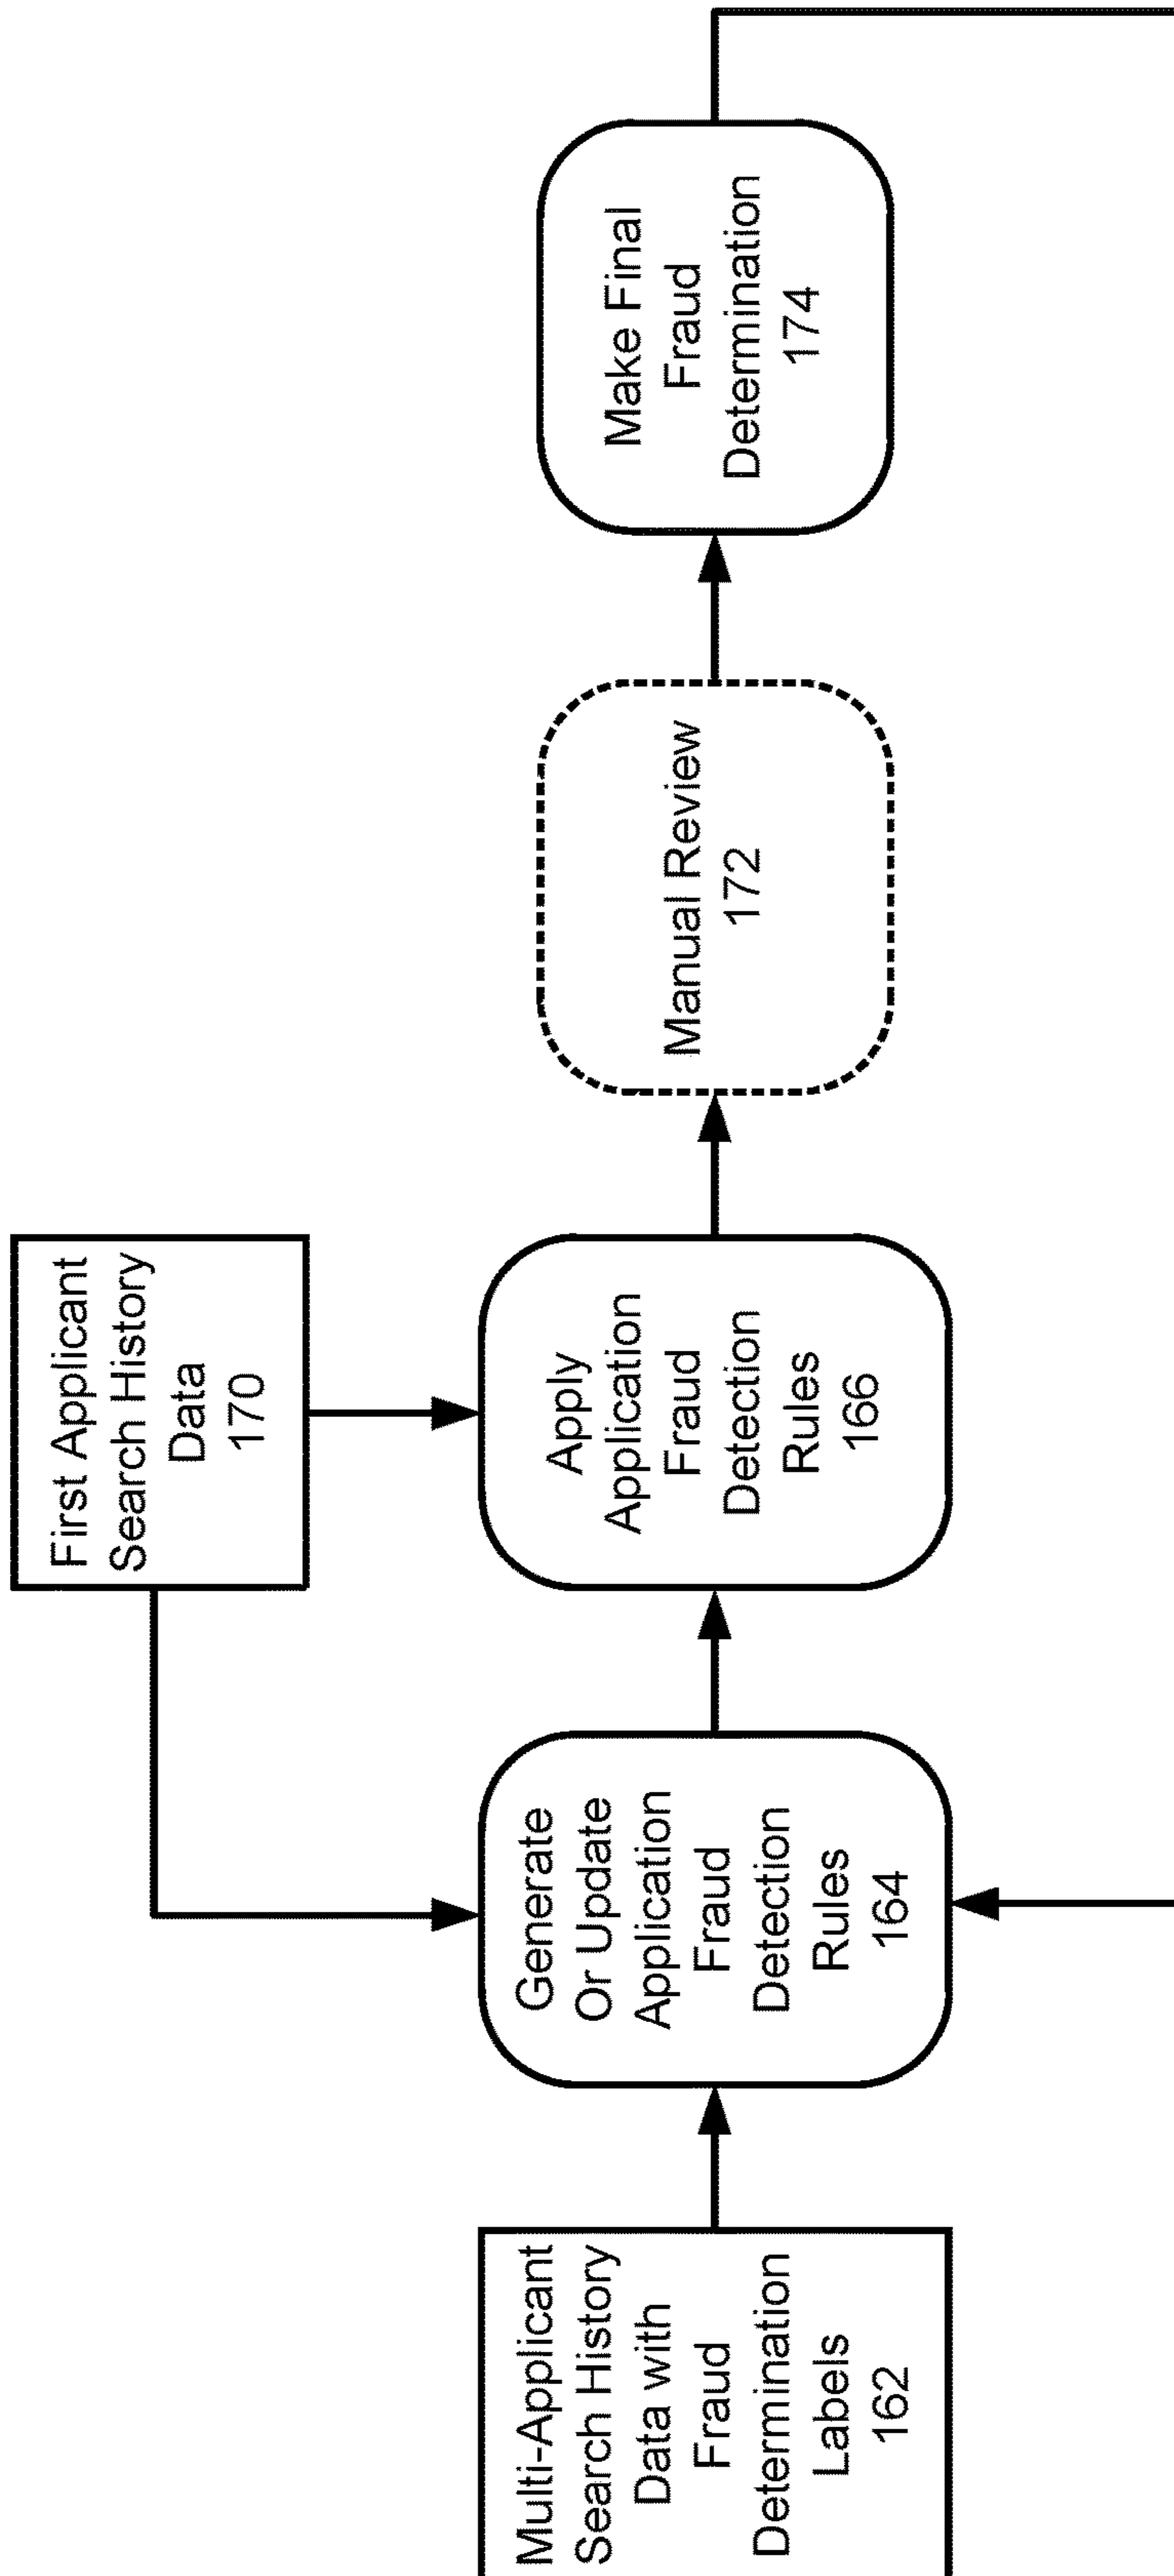 First Applicant
Search History
Data
170
Multi-Applicant
Search History
Data with
Fraud
Determination
Labels
162
Generate
Or Update
Application
Fraud
Detection
Rules
164
Apply
Application
Fraud
Detection
Rules
166
Manual Review
172
Make Final
Fraud
Determination
174